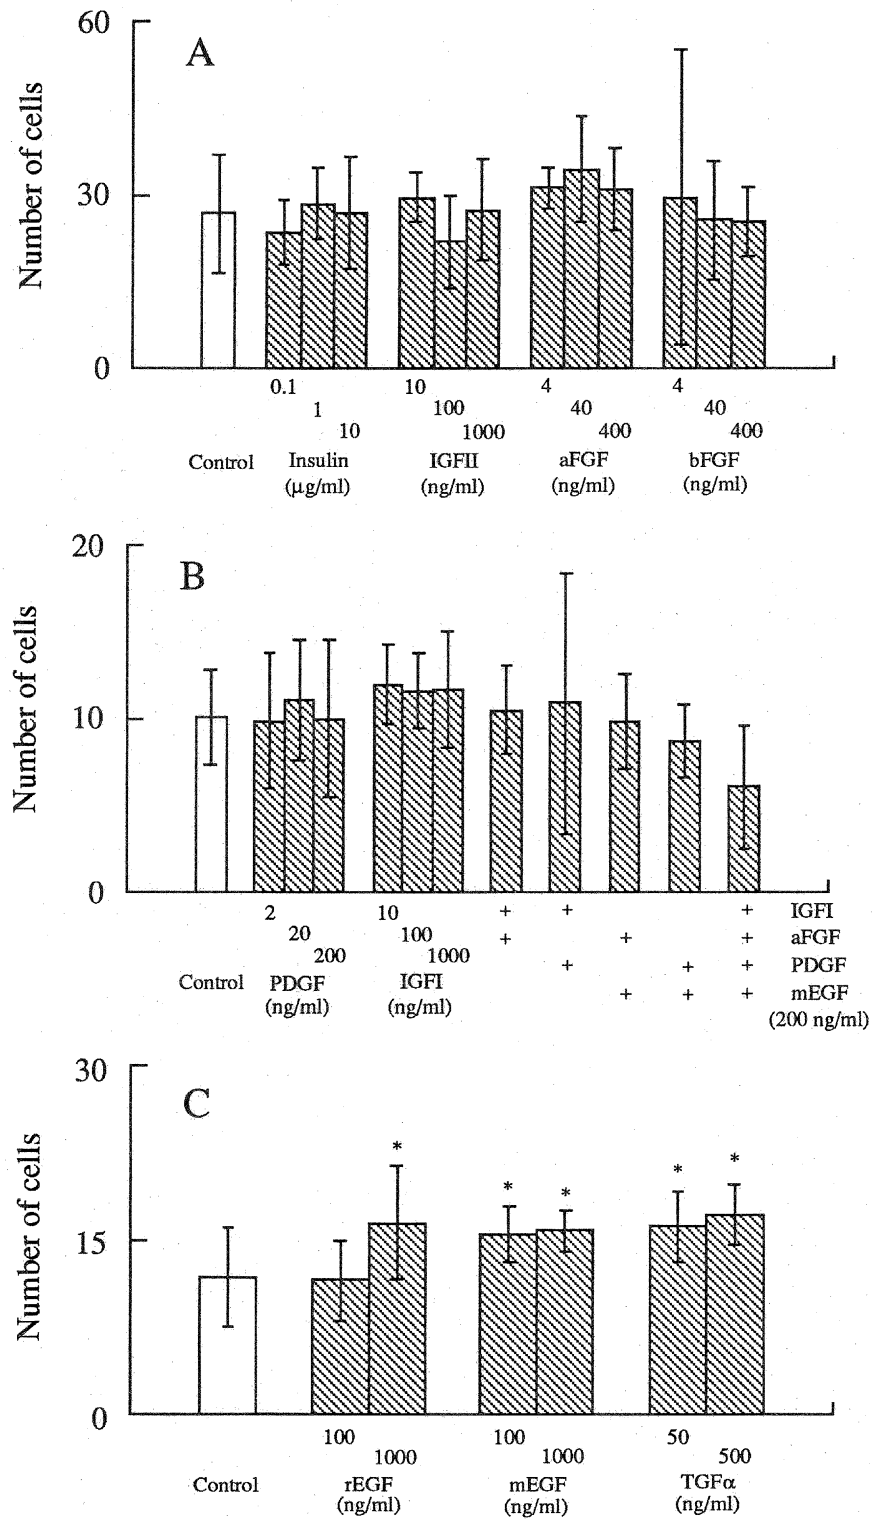 60
A
Number of cells
30
0
0.1 10 4 4
1 100 40 40
10 1000 400 400
Control Insulin IGFII aFGF bFGF
(μg/ml) (ng/ml) (ng/ml) (ng/ml)
20
B
Number of cells
10
0
2 10 + + + IGFI
20 100 + + + aFGF
200 1000 + + + PDGF
Control PDGF IGFI + + + mEGF
(ng/ml) (ng/ml) (200 ng/ml)
30
C
* * * * *
Number of cells
15
0
100 100 50
1000 1000 500
Control rEGF mEGF TGFα
(ng/ml) (ng/ml) (ng/ml)